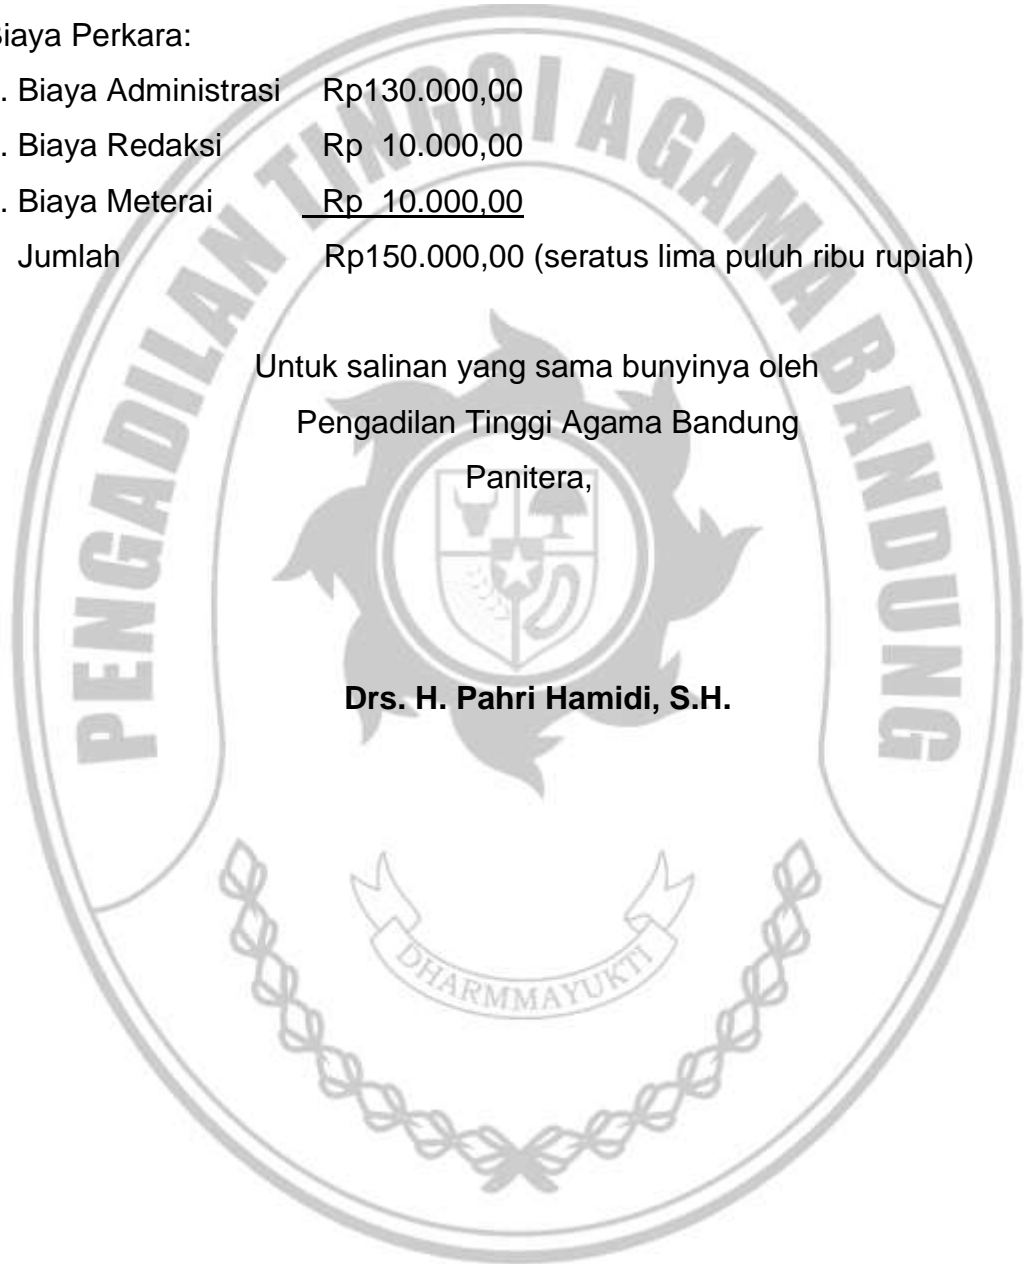 Biaya Perkara:
. Biaya Administrasi Rp130.000,00
. Biaya Redaksi Rp 10.000,00
. Biaya Meterai Rp 10.000,00
Jumlah Rp150.000,00 (seratus lima puluh ribu rupiah)
Untuk salinan yang sama bunyinya oleh
Pengadilan Tinggi Agama Bandung
Panitera,
Drs. H. Pahri Hamidi, S.H.
PENGADILAN TINGGI AGAMA BANDUNG
DHARMMAYUKTI